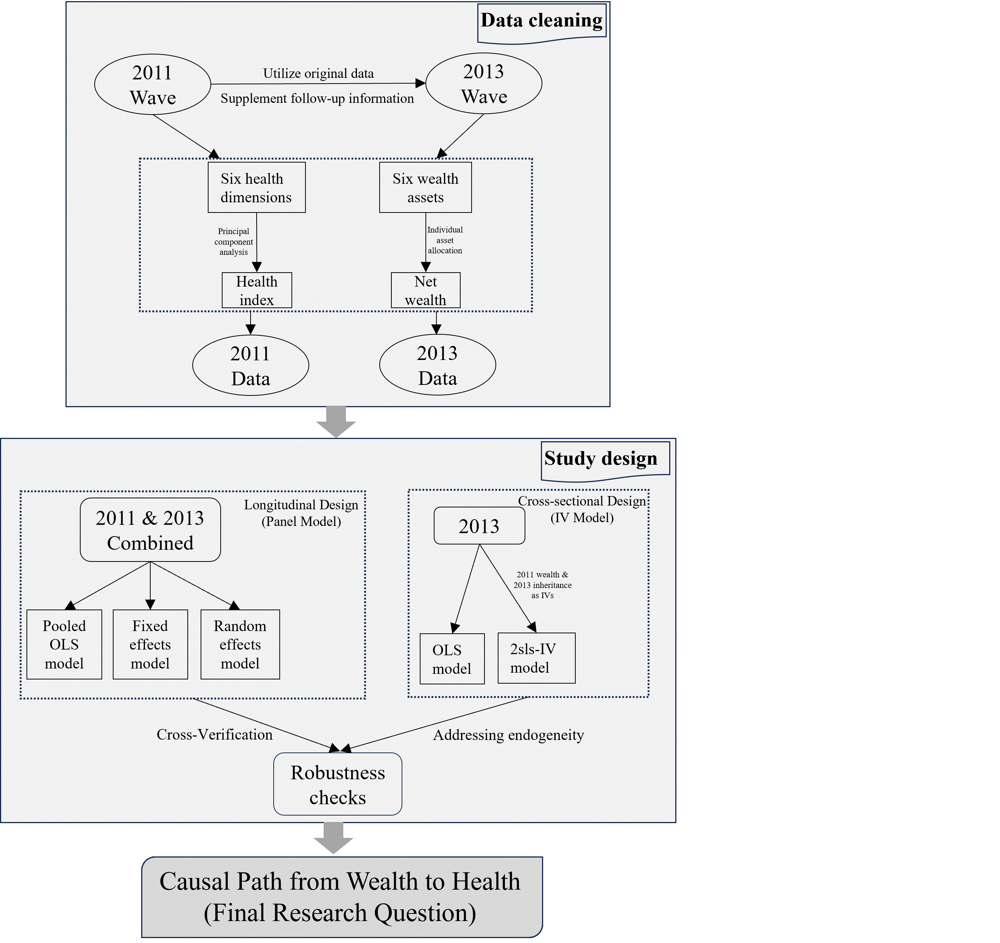 Data cleaning
2011
Wave
Utilize original data
Supplement follow-up information
2013
Wave
Six health
dimensions
Six wealth
assets
Principal
component
analysis
Individual
asset
allocation
Health
index
Net
wealth
2011
Data
2013
Data
Study design
2011 & 2013
Combined
Longitudinal Design
(Panel Model)
Pooled
OLS
model
Fixed
effects
model
Random
effects
model
Cross-sectional Design
(IV Model)
2013
2011 wealth &
2013 inheritance
as IVs
OLS
model
2sls-IV
model
Cross-Verification
Addressing endogeneity
Robustness
checks
Causal Path from Wealth to Health
(Final Research Question)